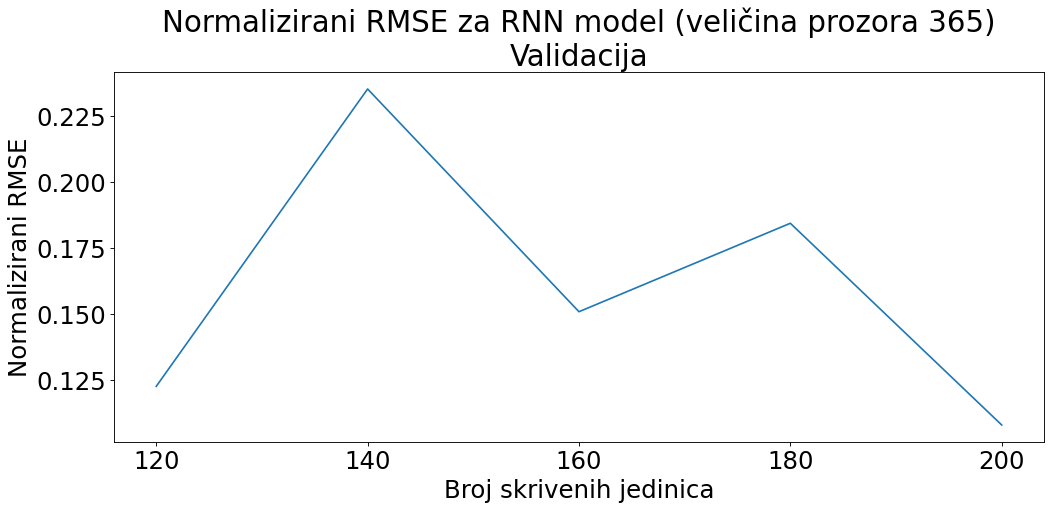 Normalizirani RMSE za RNN model (veličina prozora 365)
Validacija
Normalizirani RMSE
0.225
0.200
0.175
0.150
0.125
120 140 160 180 200
Broj skrivenih jedinica